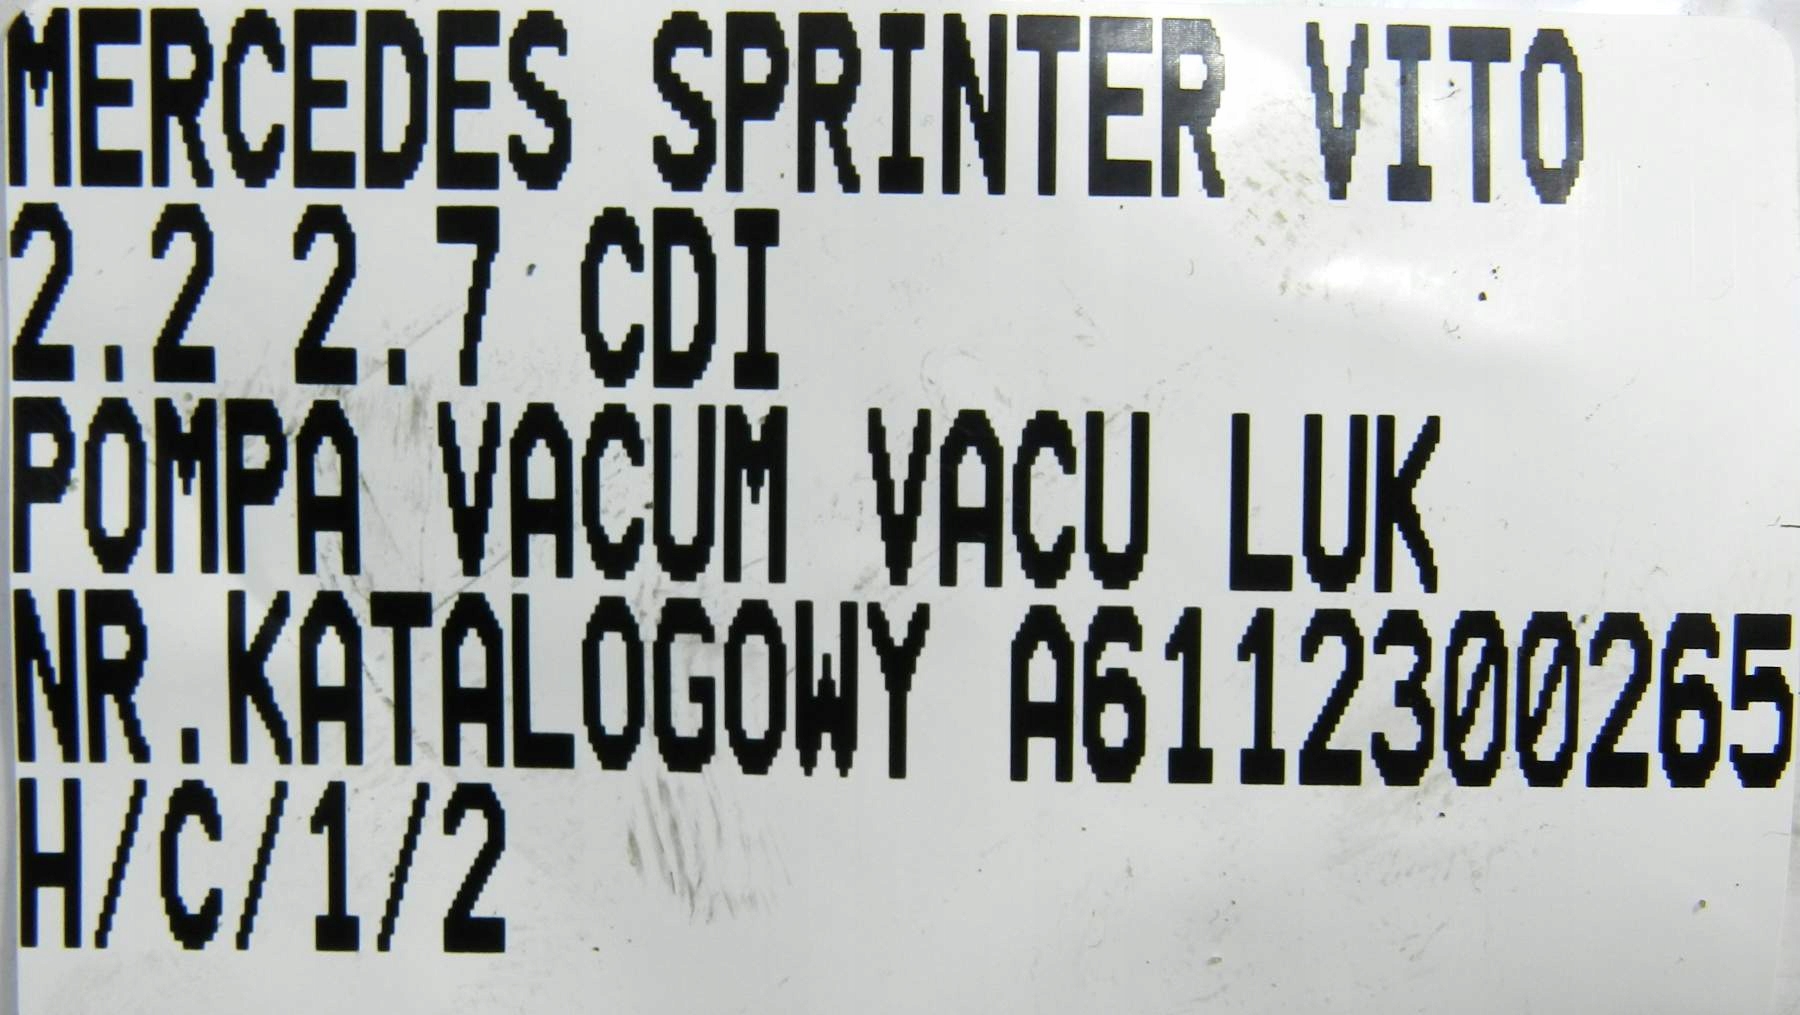 MERCEDES SPRINTER VITO
2.2 2.7 CDI
POMPA VACUM VACU LUK
NR.KATALOGOWY A6112300265
H/C/1/2